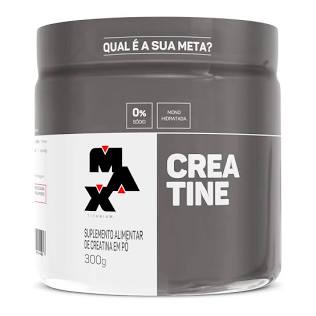 QUAL É A SUA META?
0%
SÓDIO
MONO
HIDRATADA
MAX
TITANIUM
CREA
TINE
SUPLEMENTO ALIMENTAR
DE CREATINA EM PÓ
300g